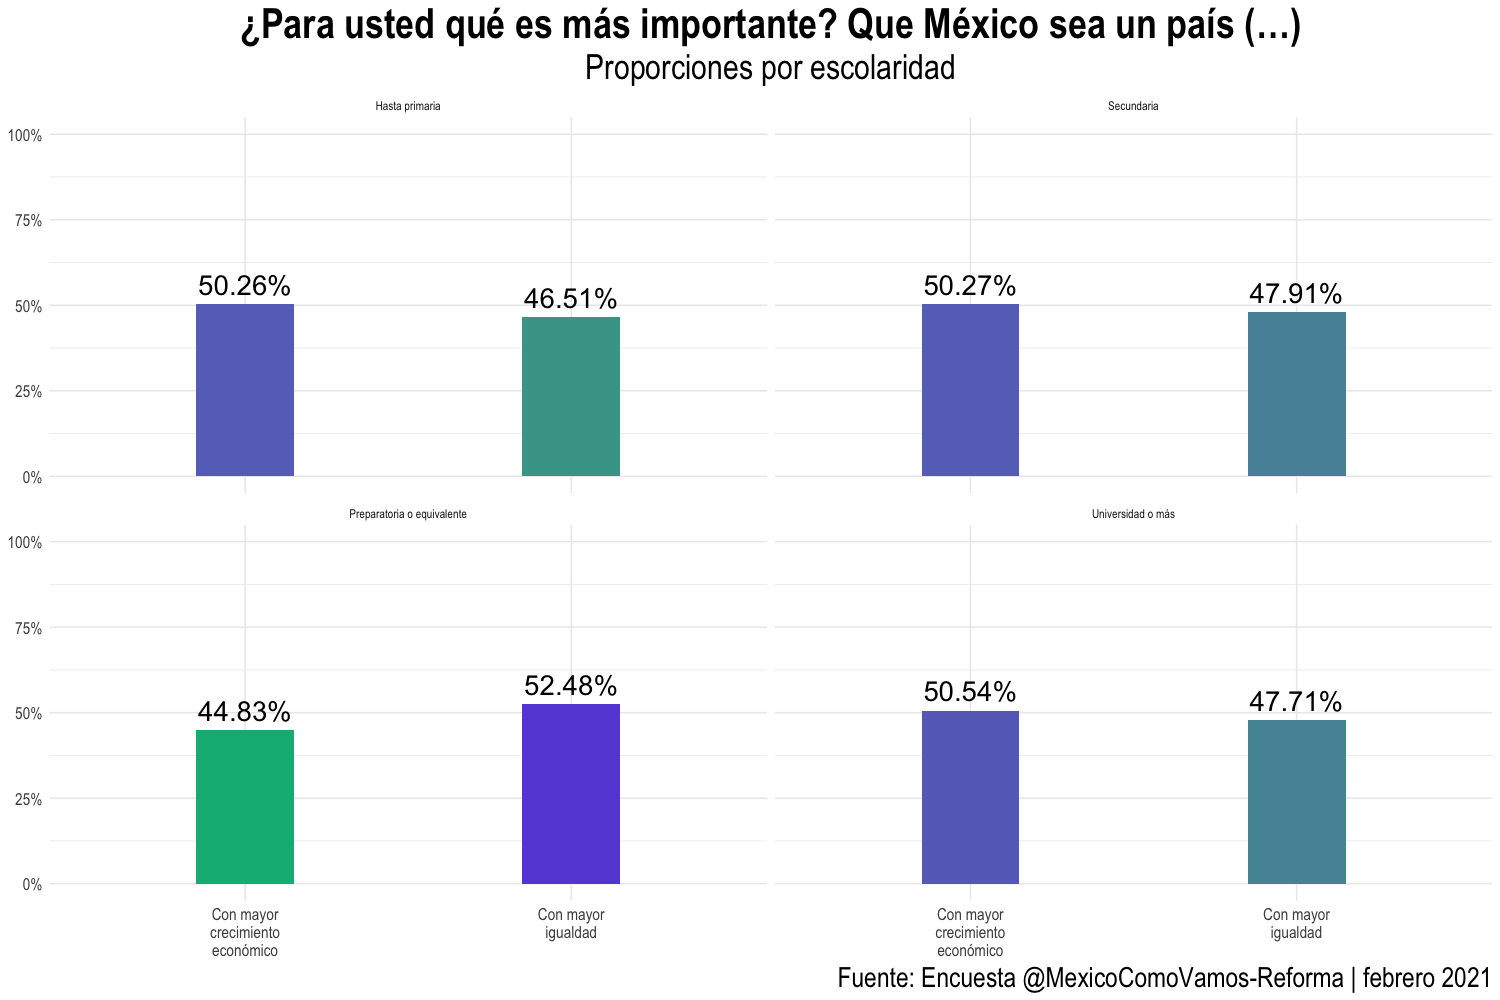 ¿Para usted qué es más importante? Que México sea un país (...)
Proporciones por escolaridad
Hasta primaria
Secundaria
100%
75%
50%
25%
0%
50.26%
46.51%
50.27%
47.91%
Preparatoria o equivalente
Universidad o más
100%
75%
50%
25%
0%
44.83%
52.48%
50.54%
47.71%
Con mayor
crecimiento
económico
Con mayor
igualdad
Con mayor
crecimiento
económico
Con mayor
igualdad
Fuente: Encuesta @MexicoComoVamos-Reforma | febrero 2021